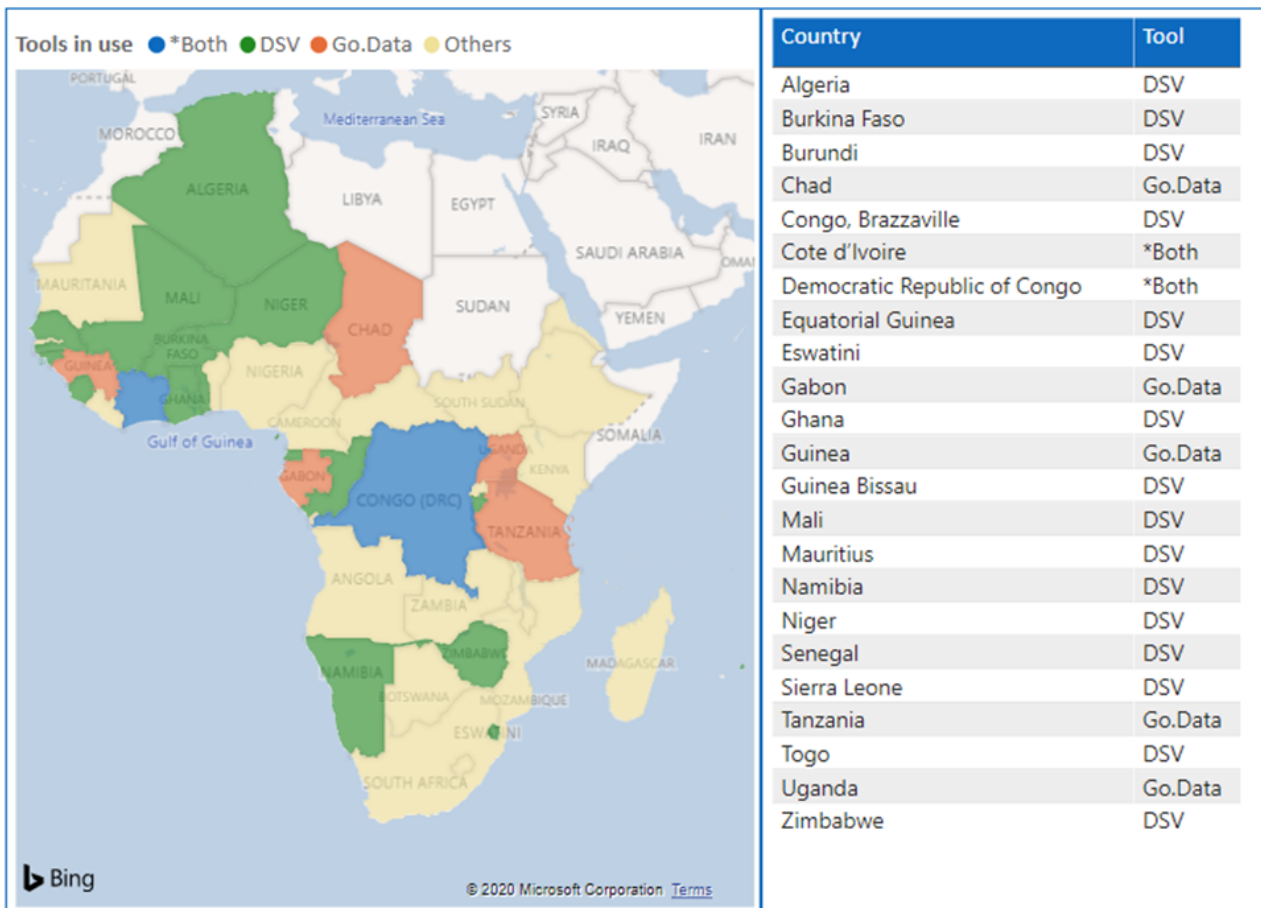 Tools in use *Both DSV Go.Data Others
PORTUGAL
MOROCCO
Mediterranean Sea
SYRIA
IRAQ
IRAN
ALGERIA
LIBYA
EGYPT
SAUDI ARABIA
OMAN
MAURITANIA
MALI
NIGER
CHAD
SUDAN
YEMEN
BURKINA
FASO
GUINEA
NIGERIA
GHANA
CAMEROON
SOUTH SUDAN
Gulf of Guinea
SOMALIA
UGANDA
KENYA
GABON
CONGO (DRC)
TANZANIA
ANGOLA
ZAMBIA
NAMIBIA
ZIMBABWE
MADAGASCAR
BOTSWANA
MOZAMBIQUE
ESWATINI
SOUTH AFRICA
Bing
© 2020 Microsoft Corporation Terms
Country Tool
Algeria DSV
Burkina Faso DSV
Burundi DSV
Chad Go.Data
Congo, Brazzaville DSV
Cote d'Ivoire *Both
Democratic Republic of Congo *Both
Equatorial Guinea DSV
Eswatini DSV
Gabon Go.Data
Ghana DSV
Guinea Go.Data
Guinea Bissau DSV
Mali DSV
Mauritius DSV
Namibia DSV
Niger DSV
Senegal DSV
Sierra Leone DSV
Tanzania Go.Data
Togo DSV
Uganda Go.Data
Zimbabwe DSV